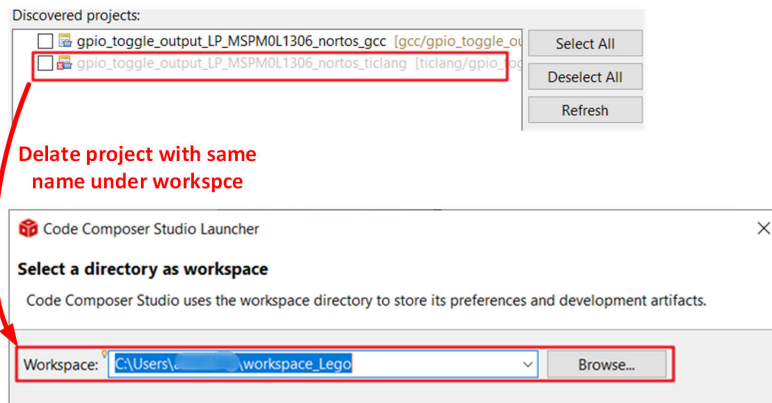 Discovered projects:
gpio_toggle_output_LP_MSPM0L1306_nortos_gcc [gcc/gpio_toggle_ou
Select All
gpio_toggle_output_LP_MSPM0L1306_nortos_ticlang [ticlang/gpio_tog
Deselect All
Refresh
Delate project with same
name under workspce
Code Composer Studio Launcher
Select a directory as workspace
Code Composer Studio uses the workspace directory to store its preferences and development artifacts.
Workspace: C:\Users\ \workspace_Lego
Browse...